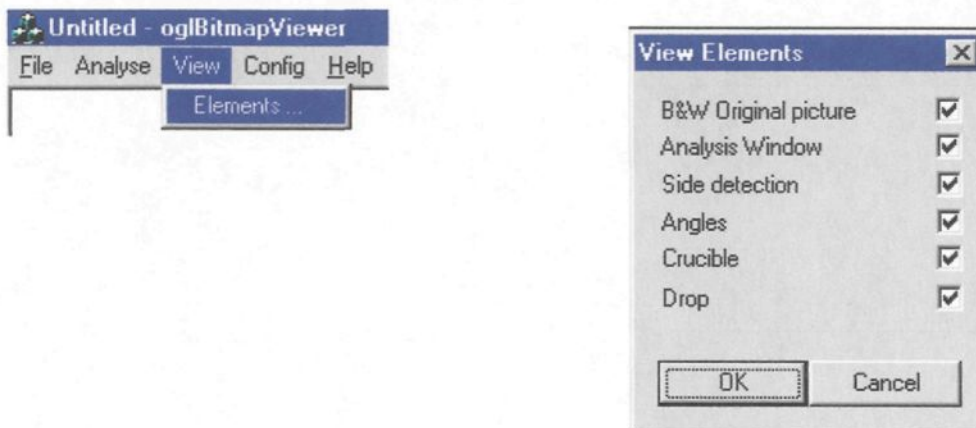 Untitled - oglBitmapViewer
File Analyse View Config Help
Elements ...
View Elements
B&W Original picture
Analysis Window
Side detection
Angles
Crucible
Drop
OK Cancel